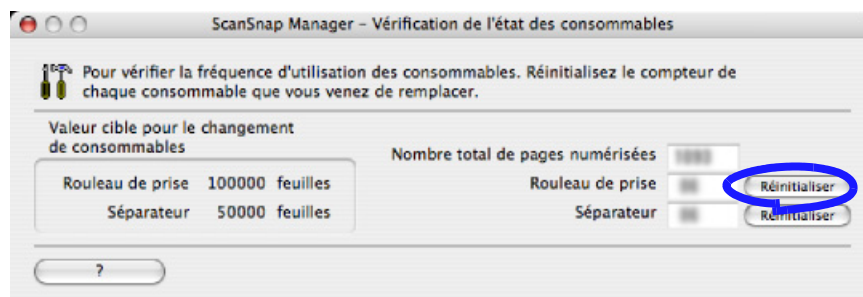 ScanSnap Manager – Vérification de l'état des consommables
Pour vérifier la fréquence d'utilisation des consommables. Réinitialisez le compteur de
chaque consommable que vous venez de remplacer.
Valeur cible pour le changement
de consommables
Rouleau de prise 100000 feuilles
Séparateur 50000 feuilles
Nombre total de pages numérisées
Rouleau de prise Réinitialiser
Séparateur Réinitialiser
?